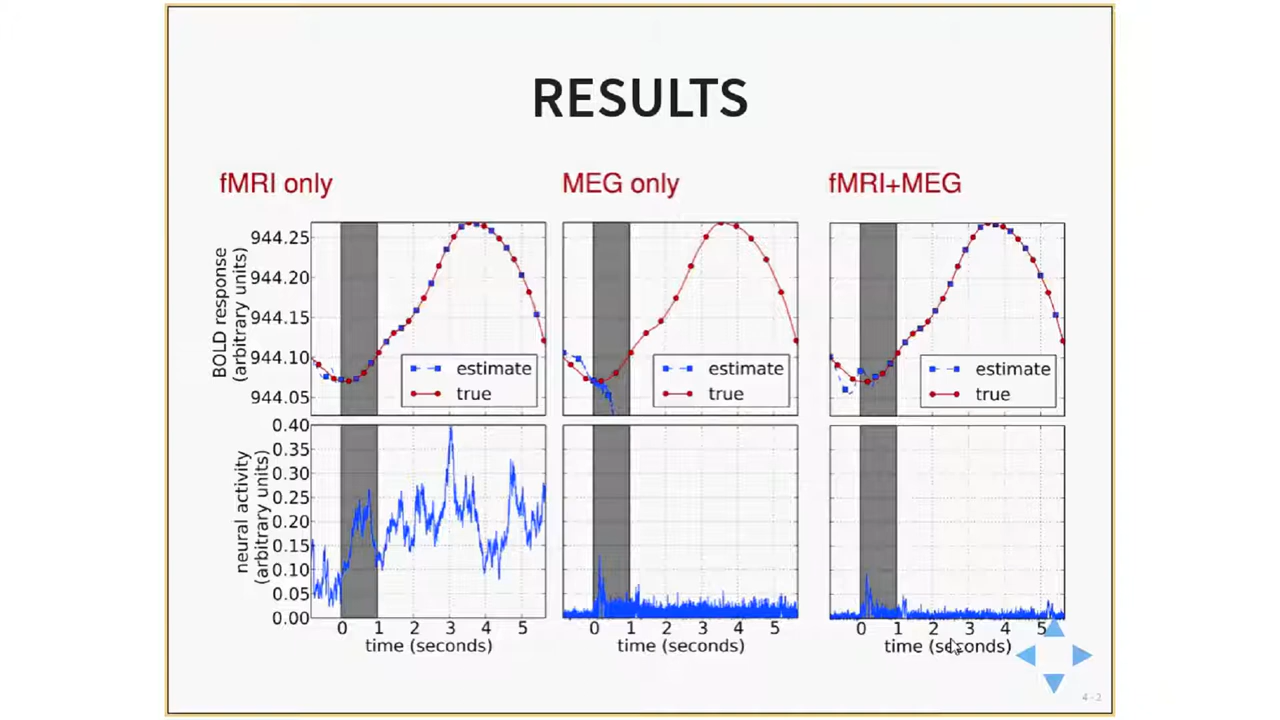 RESULTS
fMRI only
MEG only
fMRI+MEG
BOLD response
(arbitrary units)
944.25
944.20
944.15
944.10
944.05
estimate
true
estimate
true
estimate
true
neural activity
(arbitrary units)
0.40
0.35
0.30
0.25
0.20
0.15
0.10
0.05
0.00
0 1 2 3 4 5
0 1 2 3 4 5
0 1 2 3 4 5
time (seconds)
time (seconds)
time (seconds)
4 - 2